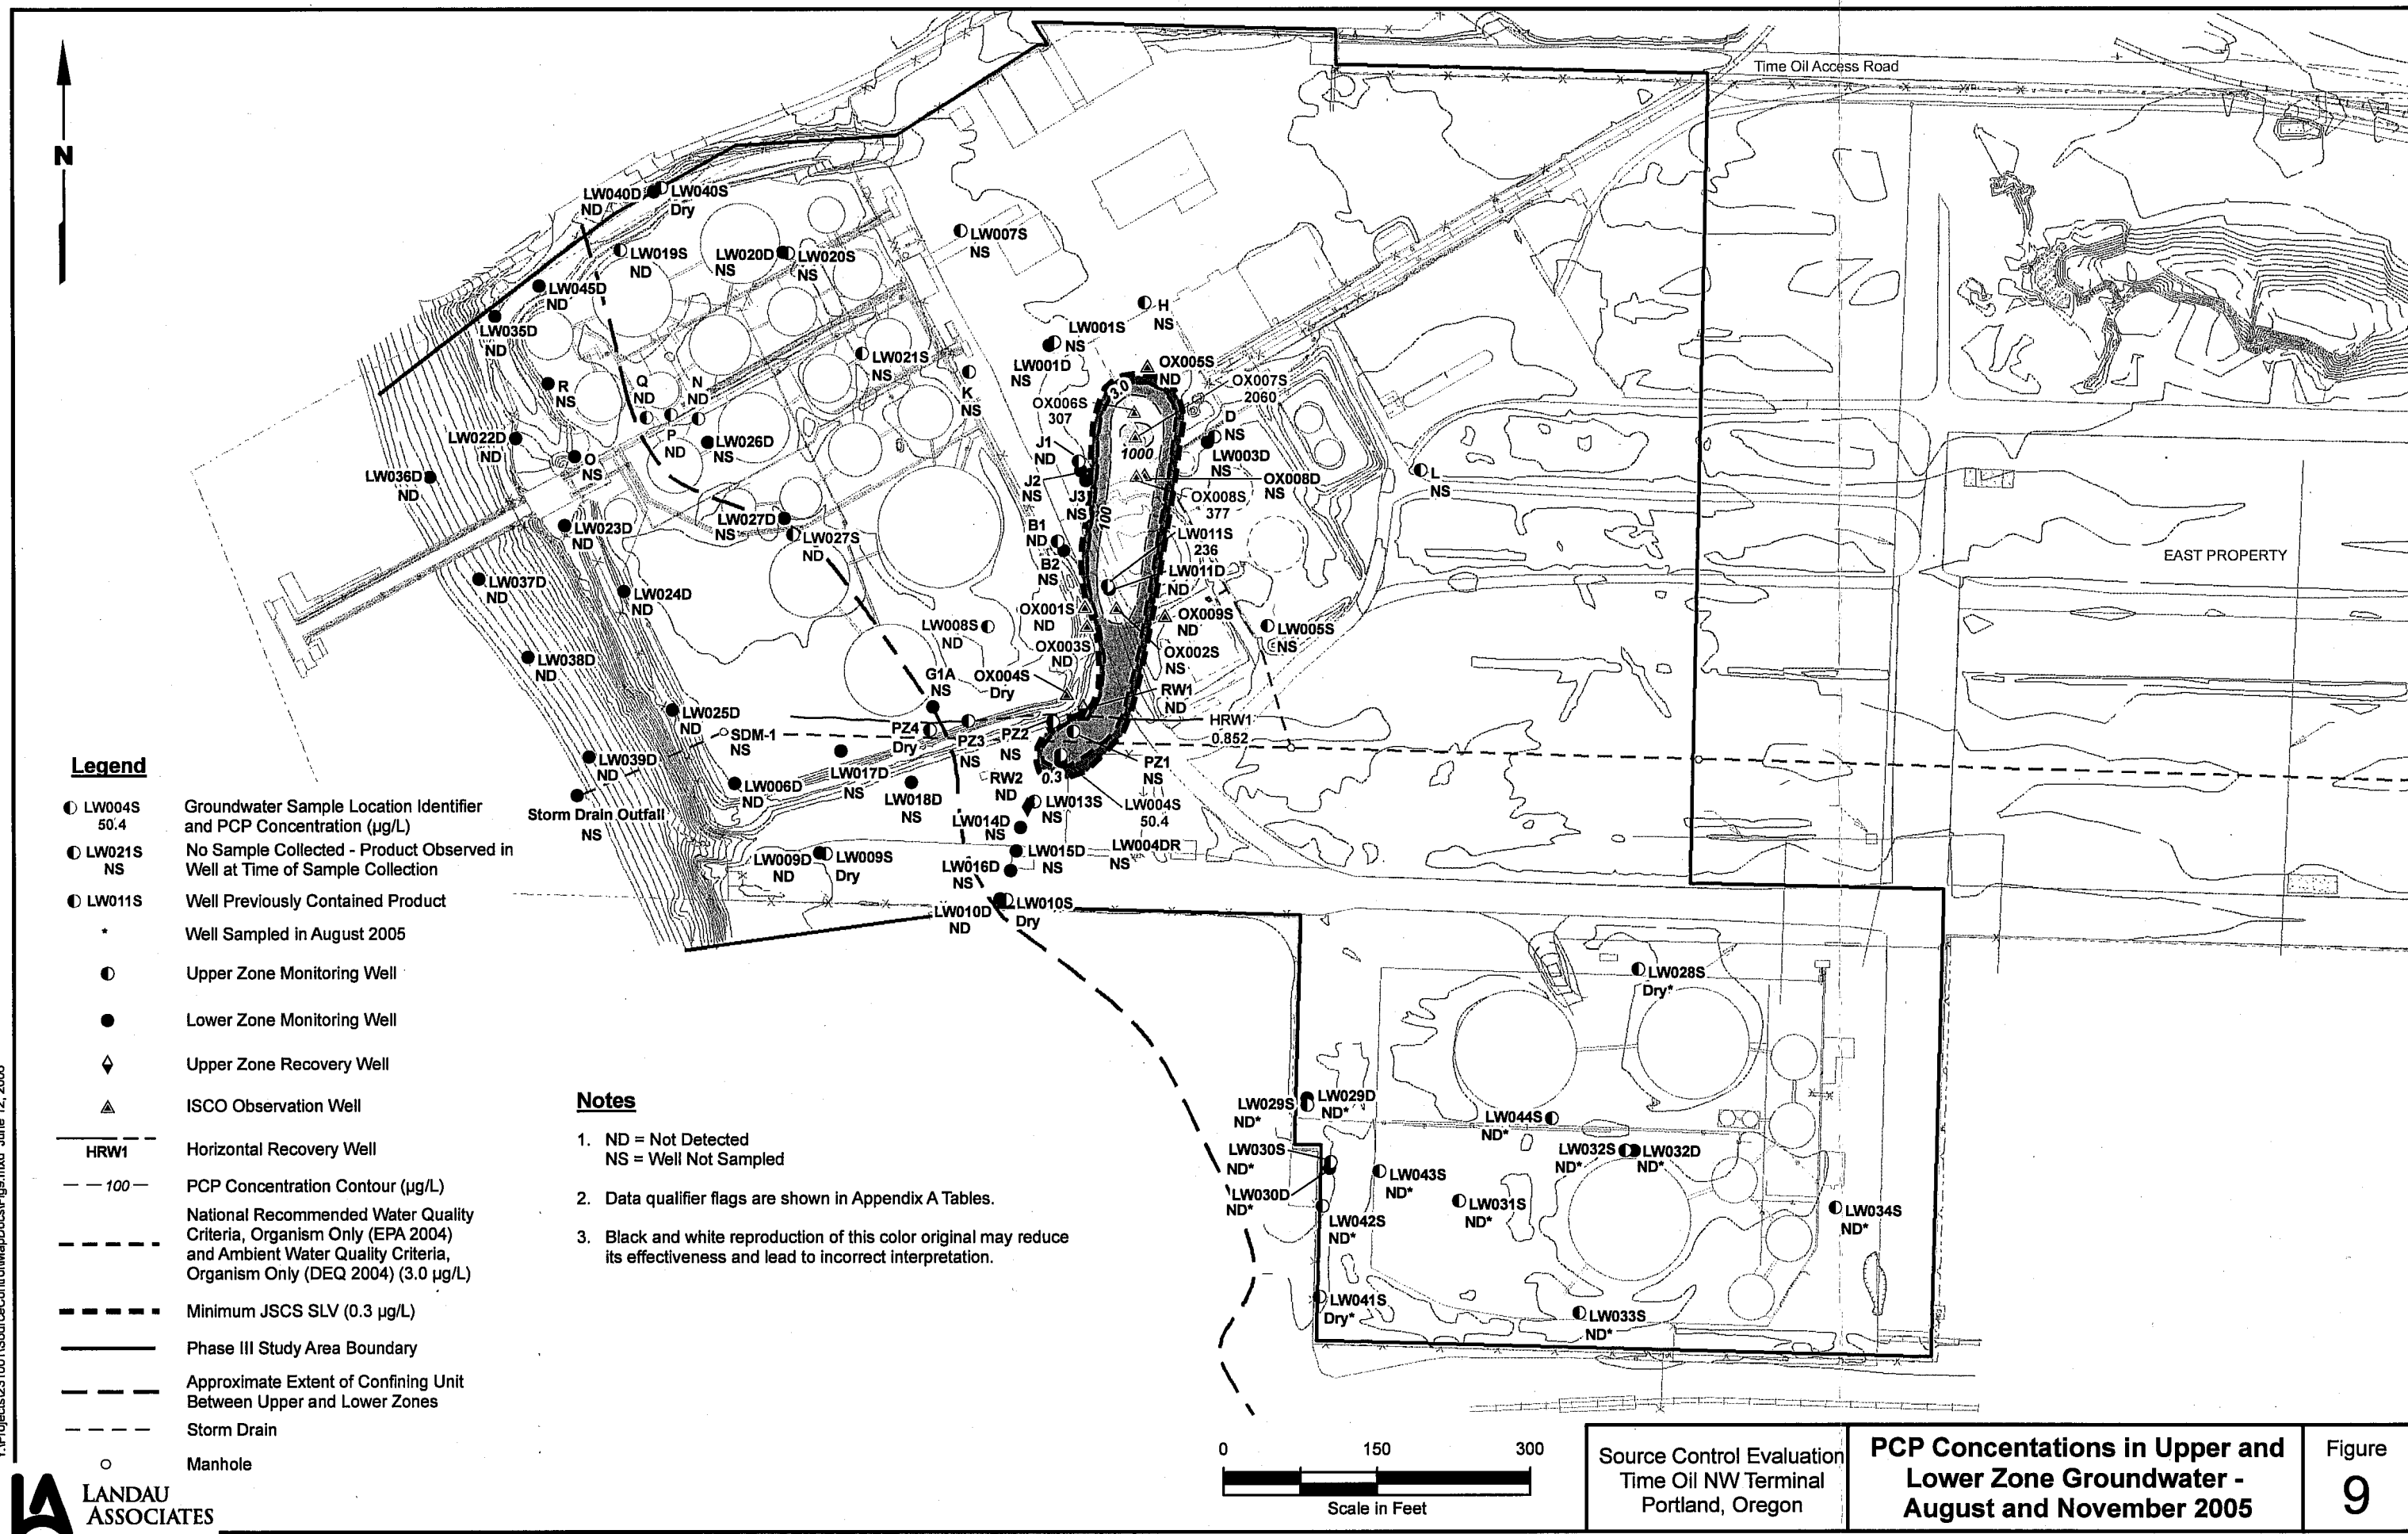 Time Oil Access Road
N
LW040D
ND
LW040S
Dry
LW019S
ND
LW020D
NS
LW020S
NS
LW007S
NS
LW045D
ND
LW035D
ND
H
NS
LW001S
NS
LW001D
NS
OX005S
ND
LW021S
NS
K
NS
R
NS
Q
ND
N
ND
P
ND
3.0
OX007S
2060
OX006S
307
D
NS
LW022D
ND
LW026D
NS
O
NS
J1
ND
1000
LW003D
NS
L
NS
LW036D
ND
J2
NS
J3
NS
OX008D
NS
OX008S
377
100
LW023D
ND
LW027D
NS
LW027S
ND
B1
ND
B2
NS
LW011S
236
LW011D
ND
EAST PROPERTY
LW037D
ND
LW024D
ND
OX001S
ND
OX009S
ND
LW008S
ND
LW005S
NS
OX003S
ND
OX002S
NS
LW038D
ND
G1A
NS
OX004S
Dry
RW1
ND
LW025D
ND
SDM-1
NS
PZ4
Dry
PZ3
NS
PZ2
NS
HRW1
0.852
LW039D
ND
PZ1
NS
LW017D
NS
RW2
ND
0.3
LW006D
ND
LW018D
NS
LW013S
NS
LW004S
50.4
Storm Drain Outfall
NS
LW014D
NS
LW009D
ND
LW009S
Dry
LW015D
NS
LW004DR
NS
LW016D
NS
LW010D
ND
LW010S
Dry
LW028S
Dry*
LW029S
ND*
LW029D
ND*
LW044S
ND*
LW030S
ND*
LW032S
ND*
LW032D
ND*
LW043S
ND*
LW030D
ND*
LW031S
ND*
LW034S
ND*
LW042S
ND*
LW041S
Dry*
LW033S
ND*
Legend
LW004S
50.4
Groundwater Sample Location Identifier
and PCP Concentration (µg/L)
LW021S
NS
No Sample Collected - Product Observed in
Well at Time of Sample Collection
LW011S
Well Previously Contained Product
*
Well Sampled in August 2005
Upper Zone Monitoring Well
Lower Zone Monitoring Well
Upper Zone Recovery Well
ISCO Observation Well
HRW1
Horizontal Recovery Well
100
PCP Concentration Contour (µg/L)
National Recommended Water Quality
Criteria, Organism Only (EPA 2004)
and Ambient Water Quality Criteria,
Organism Only (DEQ 2004) (3.0 µg/L)
Minimum JSCS SLV (0.3 µg/L)
Phase III Study Area Boundary
Approximate Extent of Confining Unit
Between Upper and Lower Zones
Storm Drain
Manhole
Notes
1. ND = Not Detected
NS = Well Not Sampled
2. Data qualifier flags are shown in Appendix A Tables.
3. Black and white reproduction of this color original may reduce
its effectiveness and lead to incorrect interpretation.
LANDAU
ASSOCIATES
0 150 300
Scale in Feet
Source Control Evaluation
Time Oil NW Terminal
Portland, Oregon
PCP Concentations in Upper and
Lower Zone Groundwater -
August and November 2005
Figure
9